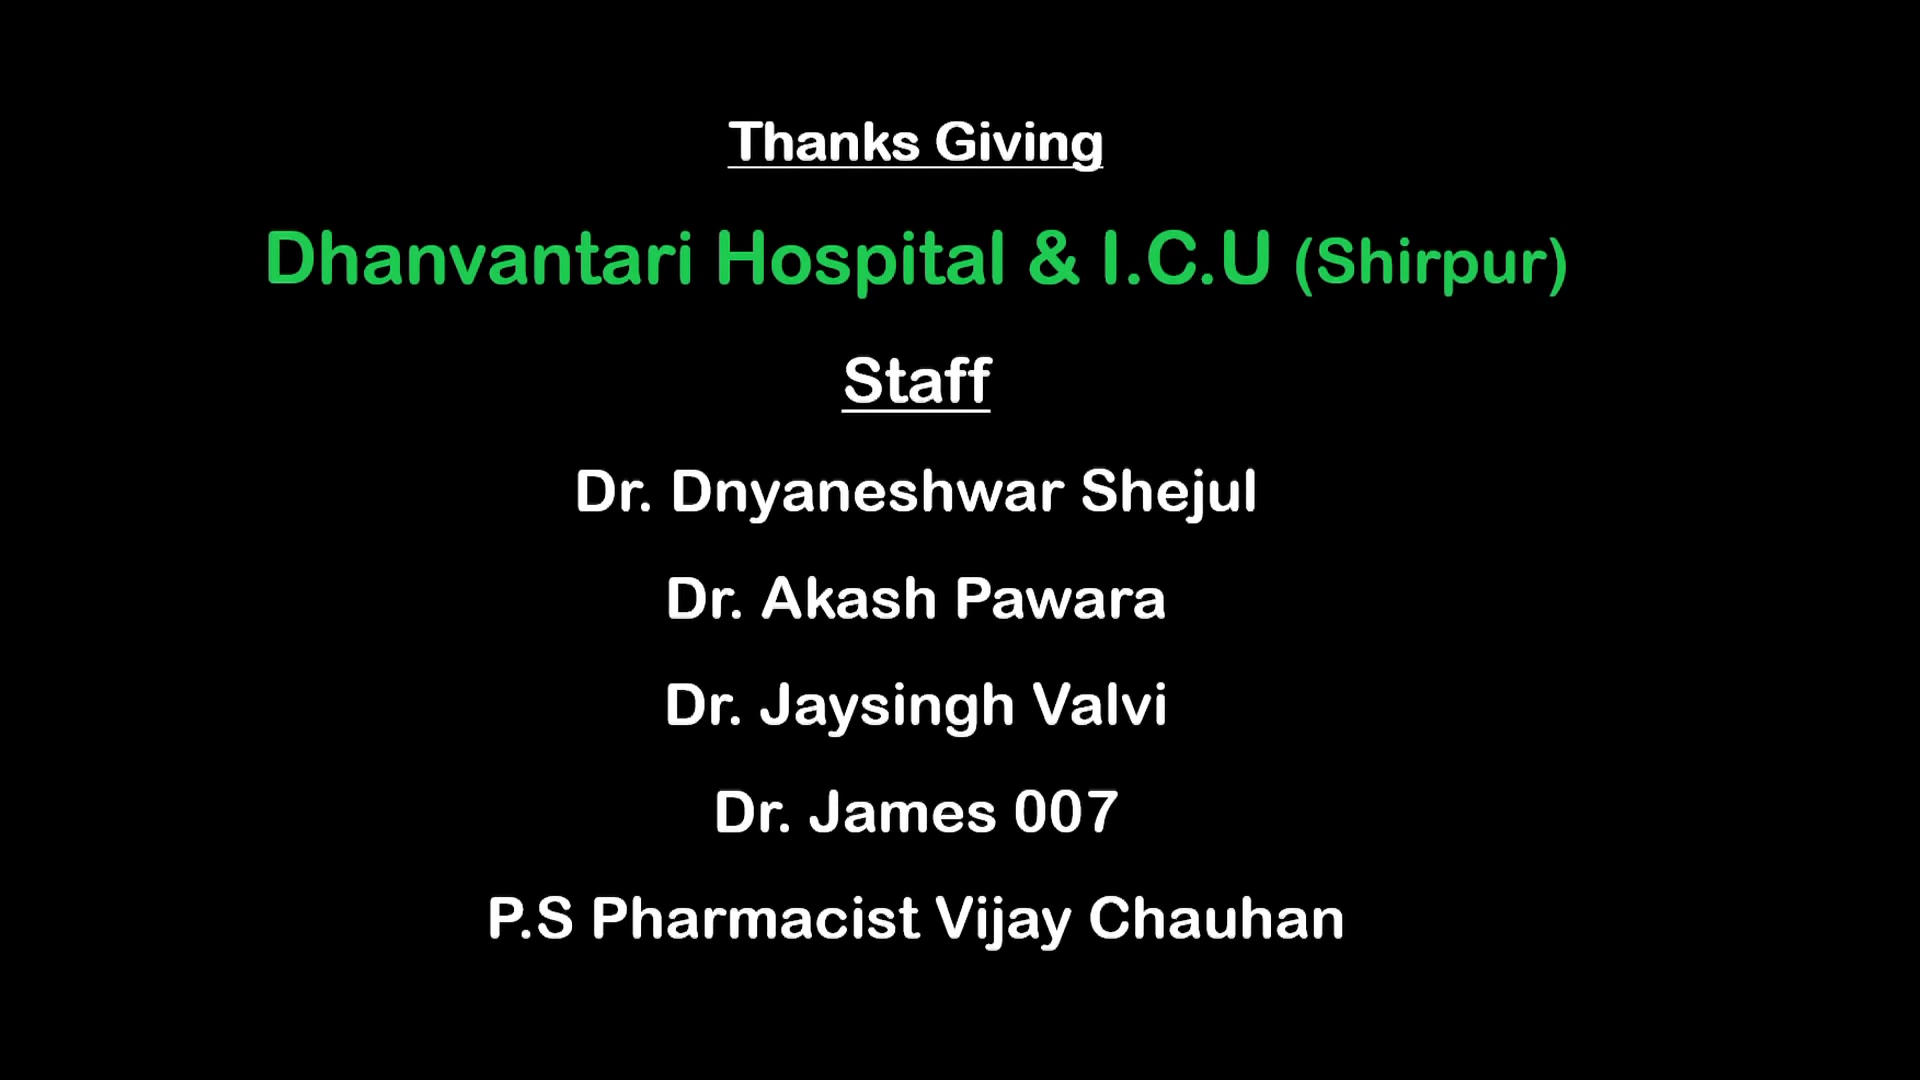 Thanks Giving
Dhanvantari Hospital & I.C.U (Shirpur)
Staff
Dr. Dnyaneshwar Shejul
Dr. Akash Pawara
Dr. Jaysingh Valvi
Dr. James 007
P.S Pharmacist Vijay Chauhan